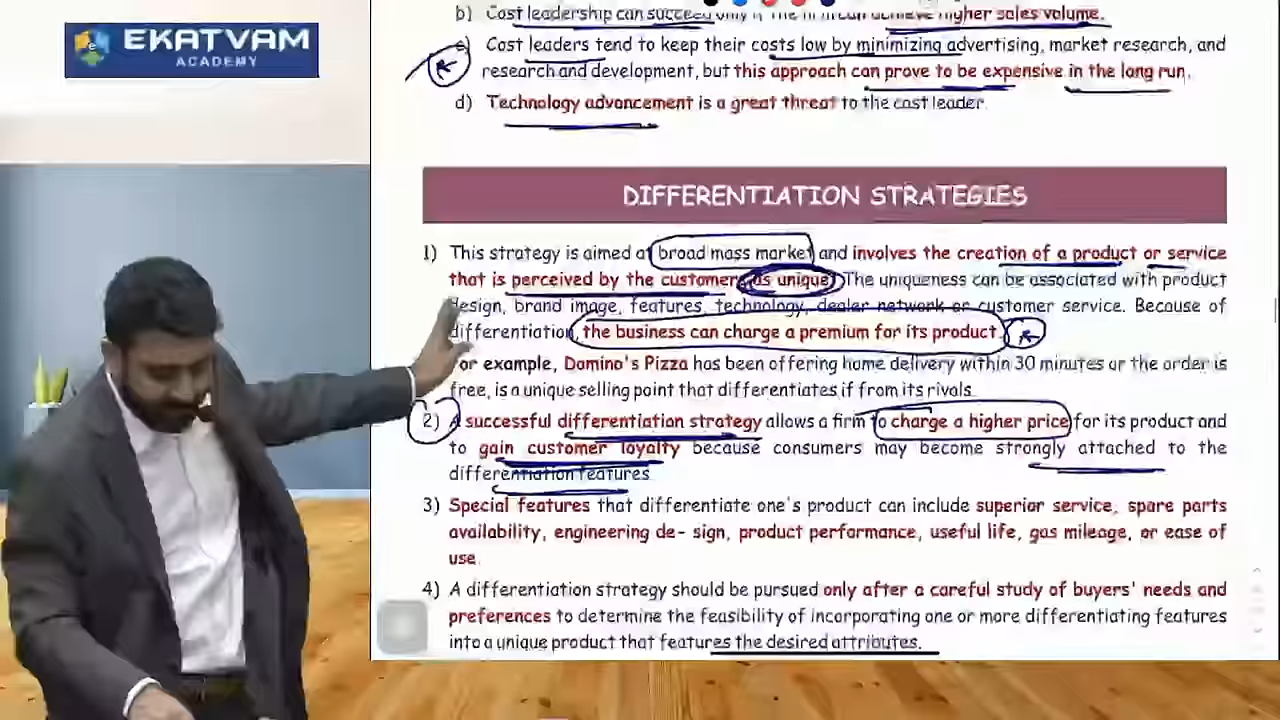 EKATVAM
ACADEMY
b) Cost leadership can succeed only if the firm can achieve higher sales volume.
c) Cost leaders tend to keep their costs low by minimizing advertising, market research, and
research and development, but this approach can prove to be expensive in the long run.
d) Technology advancement is a great threat to the cost leader.
DIFFERENTIATION STRATEGIES
1) This strategy is aimed at broad mass market and involves the creation of a product or service
that is perceived by the customer as unique. The uniqueness can be associated with product
design, brand image, features, technology, dealer network or customer service. Because of
differentiation, the business can charge a premium for its product.
For example, Domino's Pizza has been offering home delivery within 30 minutes or the order is
free, is a unique selling point that differentiates if from its rivals.
2) A successful differentiation strategy allows a firm to charge a higher price for its product and
to gain customer loyalty because consumers may become strongly attached to the
differentiation features.
3) Special features that differentiate one's product can include superior service, spare parts
availability, engineering de- sign, product performance, useful life, gas mileage, or ease of
use.
4) A differentiation strategy should be pursued only after a careful study of buyers' needs and
preferences to determine the feasibility of incorporating one or more differentiating features
into a unique product that features the desired attributes.